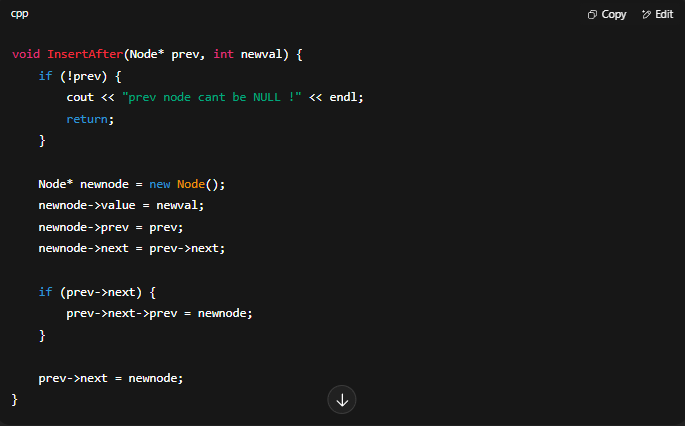 cpp
Copy
Edit
void InsertAfter(Node* prev, int newval) {
    if (!prev) {
        cout << "prev node cant be NULL !" << endl;
        return;
    }

    Node* newnode = new Node();
    newnode->value = newval;
    newnode->prev = prev;
    newnode->next = prev->next;

    if (prev->next) {
        prev->next->prev = newnode;
    }

    prev->next = newnode;
}